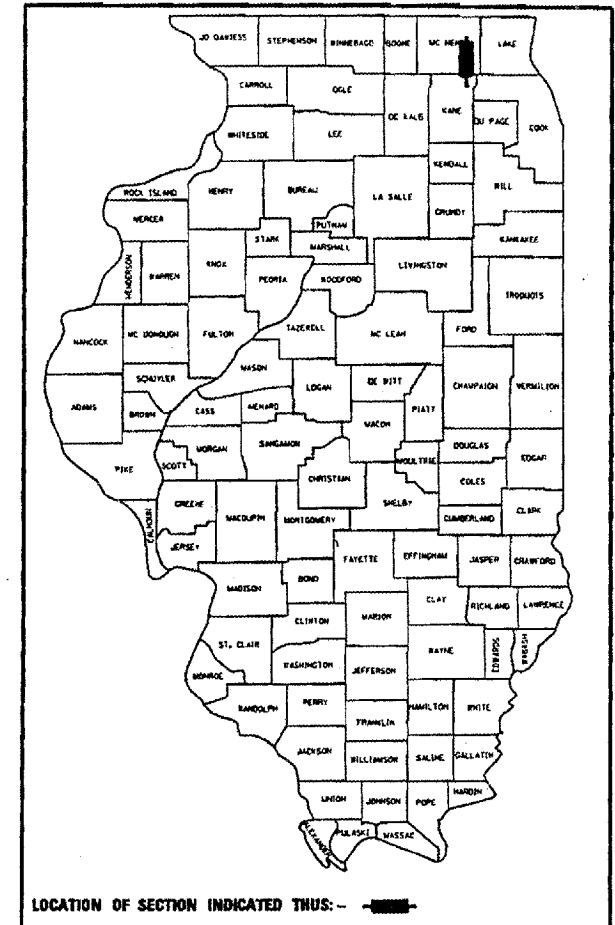 JO DAVIESS STEPHENSON WINNEBAGO BOONE MC HENRY LAKE
CARROLL OGLE DE KALB KANE DU PAGE COOK
WHITESIDE LEE KENDALL
ROCK ISLAND HENRY BUREAU LA SALLE GRUNDY WILL
MERCER PUTNAM KANKAKEE
STARK MARSHALL
HENDERSON WARREN KNOX PEORIA WOODFORD LIVINGSTON IROQUOIS
HANCOCK MC DONOUGH FULTON TAZEWELL MC LEAN FORD
MASON
SCHUYLER LOGAN DE WITT CHAMPAIGN VERMILION
ADAMS BROWN CASS MENARD PIATT
MACON
PIKE MORGAN SANGAMON DOUGLAS EDGAR
SCOTT MOULTRIE
CHRISTIAN COLES
CALHOUN GREENE MACOUPIN MONTGOMERY SHELBY CUMBERLAND CLARK
JERSEY FAYETTE EFFINGHAM JASPER CRAWFORD
MADISON BOND
CLAY RICHLAND LAWRENCE
CLINTON MARION
ST. CLAIR WAYNE EDWARDS WABASH
WASHINGTON JEFFERSON
MONROE
RANDOLPH PERRY HAMILTON WHITE
FRANKLIN
JACKSON WILLIAMSON SALINE GALLATIN
UNION JOHNSON POPE HARDIN
ALEXANDER PULASKI MASSAC
LOCATION OF SECTION INDICATED THUS:-